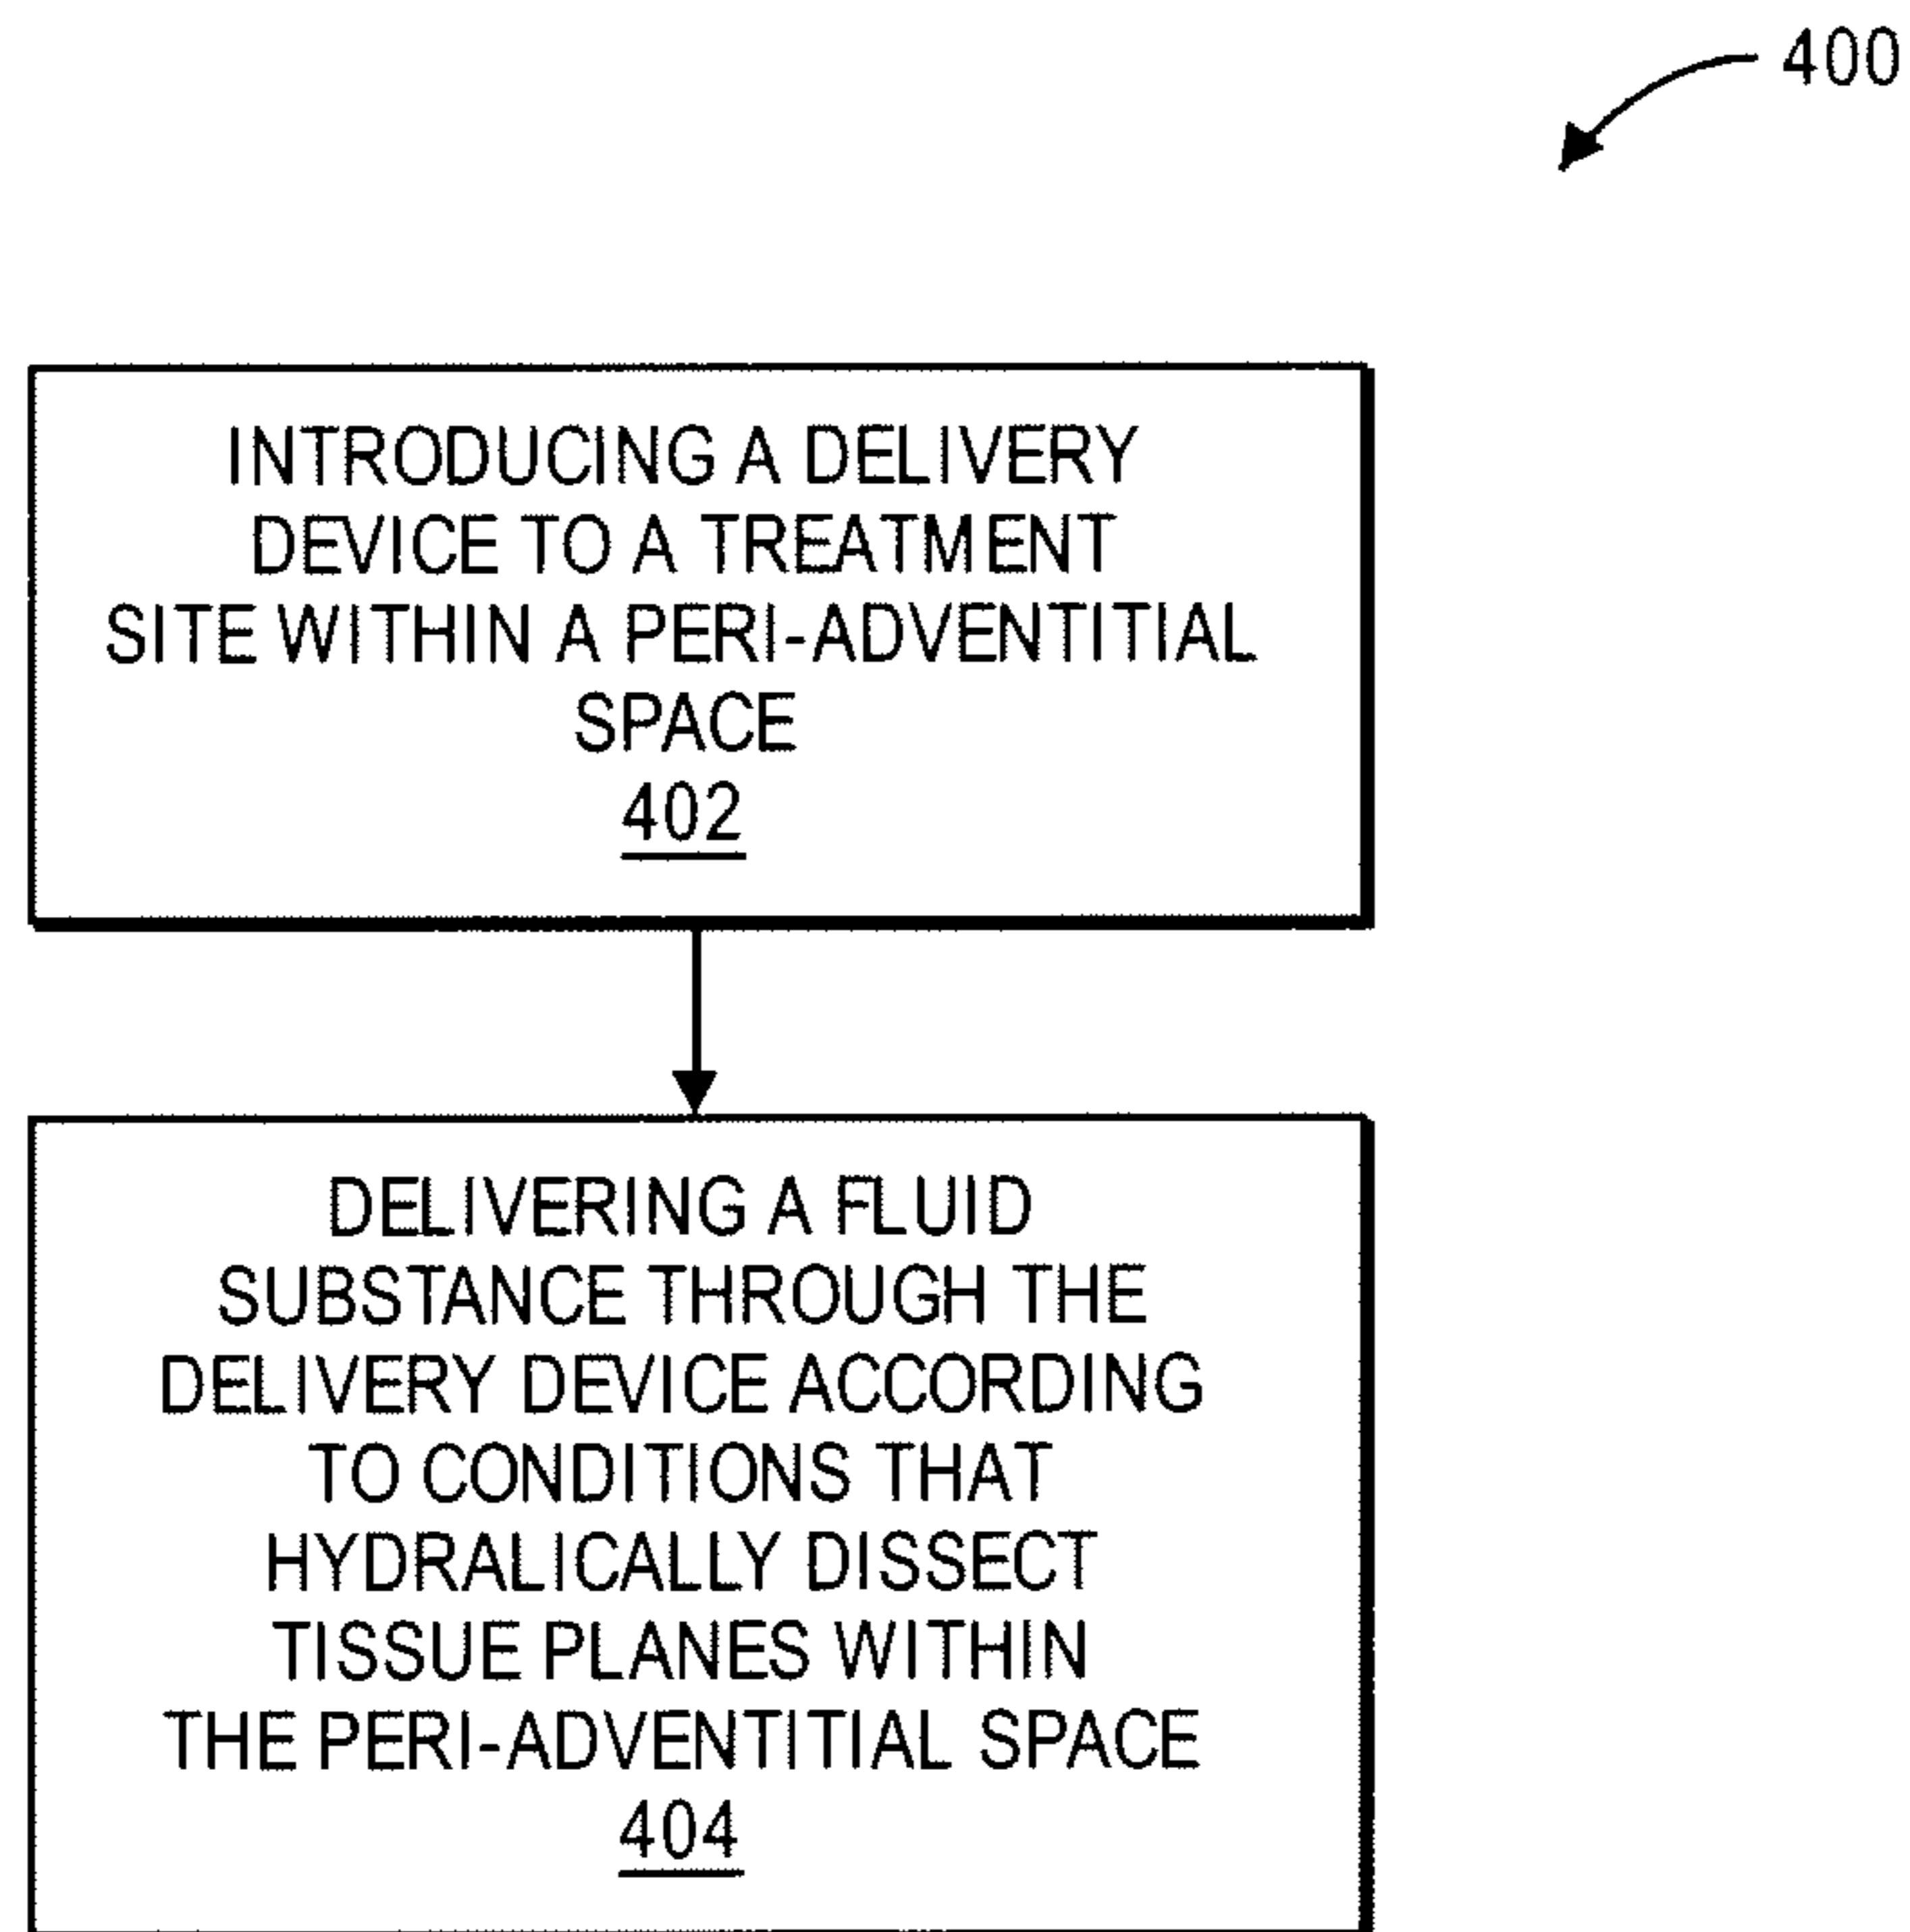 400
INTRODUCING A DELIVERY
DEVICE TO A TREATMENT
SITE WITHIN A PERI-ADVENTITIAL
SPACE
402
DELIVERING A FLUID
SUBSTANCE THROUGH THE
DELIVERY DEVICE ACCORDING
TO CONDITIONS THAT
HYDRALICALLY DISSECT
TISSUE PLANES WITHIN
THE PERI-ADVENTITIAL SPACE
404